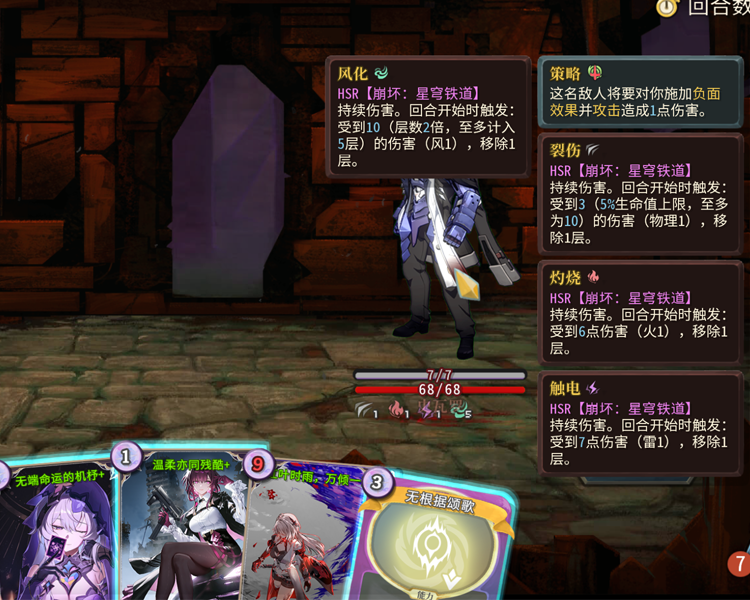 回合数
风化
HSR【崩坏：星穹铁道】
持续伤害。回合开始时触发：
受到10（层数2倍，至多计入
5层）的伤害（风1），移除1
层。
策略
这名敌人将要对你施加负面
效果并攻击造成1点伤害。
裂伤
HSR【崩坏：星穹铁道】
持续伤害。回合开始时触发：
受到3（5%生命值上限，至多
为10）的伤害（物理1），移
除1层。
灼烧
HSR【崩坏：星穹铁道】
持续伤害。回合开始时触发：
受到6点伤害（火1），移除1
层。
触电
HSR【崩坏：星穹铁道】
持续伤害。回合开始时触发：
受到7点伤害（雷1），移除1
层。
7/7
68/68
1 1 1 5
无端命运的机杼+
1
温柔亦同残酷+
9
叶时雨。万倾一
3
无根据颂歌
能力
7